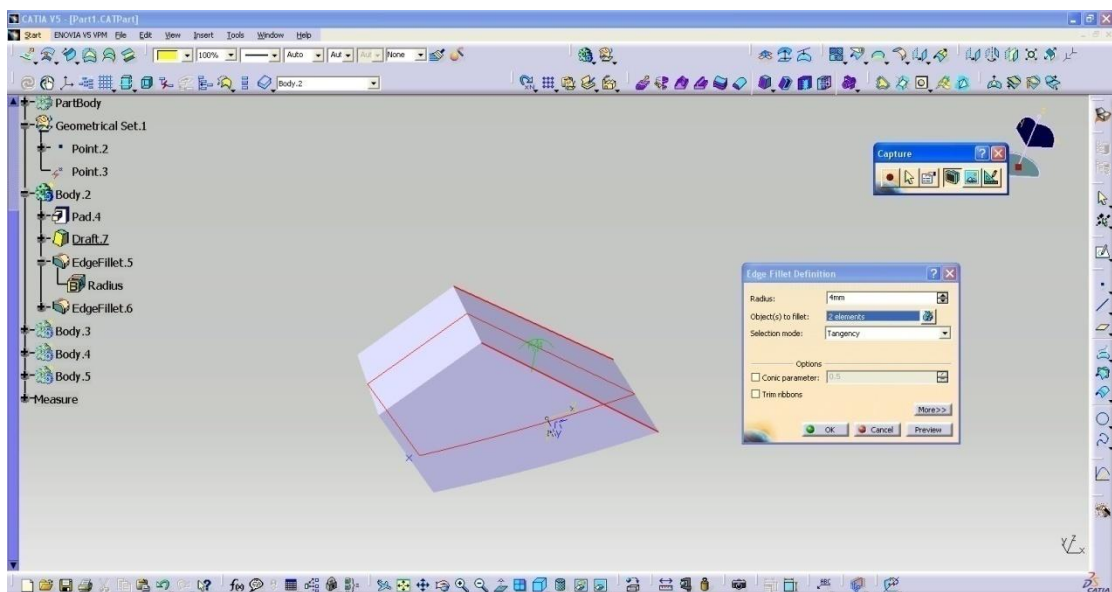 CATIA V5 - [Part1.CATPart]
Start ENOVIA V5 VPM File Edit View Insert Tools Window Help
100% Auto Aut Aut None
Body.2
PartBody
Geometrical Set.1
Point.2
Point.3
Body.2
Pad.4
Draft.7
EdgeFillet.5
Radius
EdgeFillet.6
Body.3
Body.4
Body.5
Measure
Capture
Edge Fillet Definition
Radius: 4mm
Object(s) to fillet: 2 elements
Selection mode: Tangency
Options
Conic parameter: 0.5
Trim ribbons
More>>
OK Cancel Preview
f(x)
CATIA